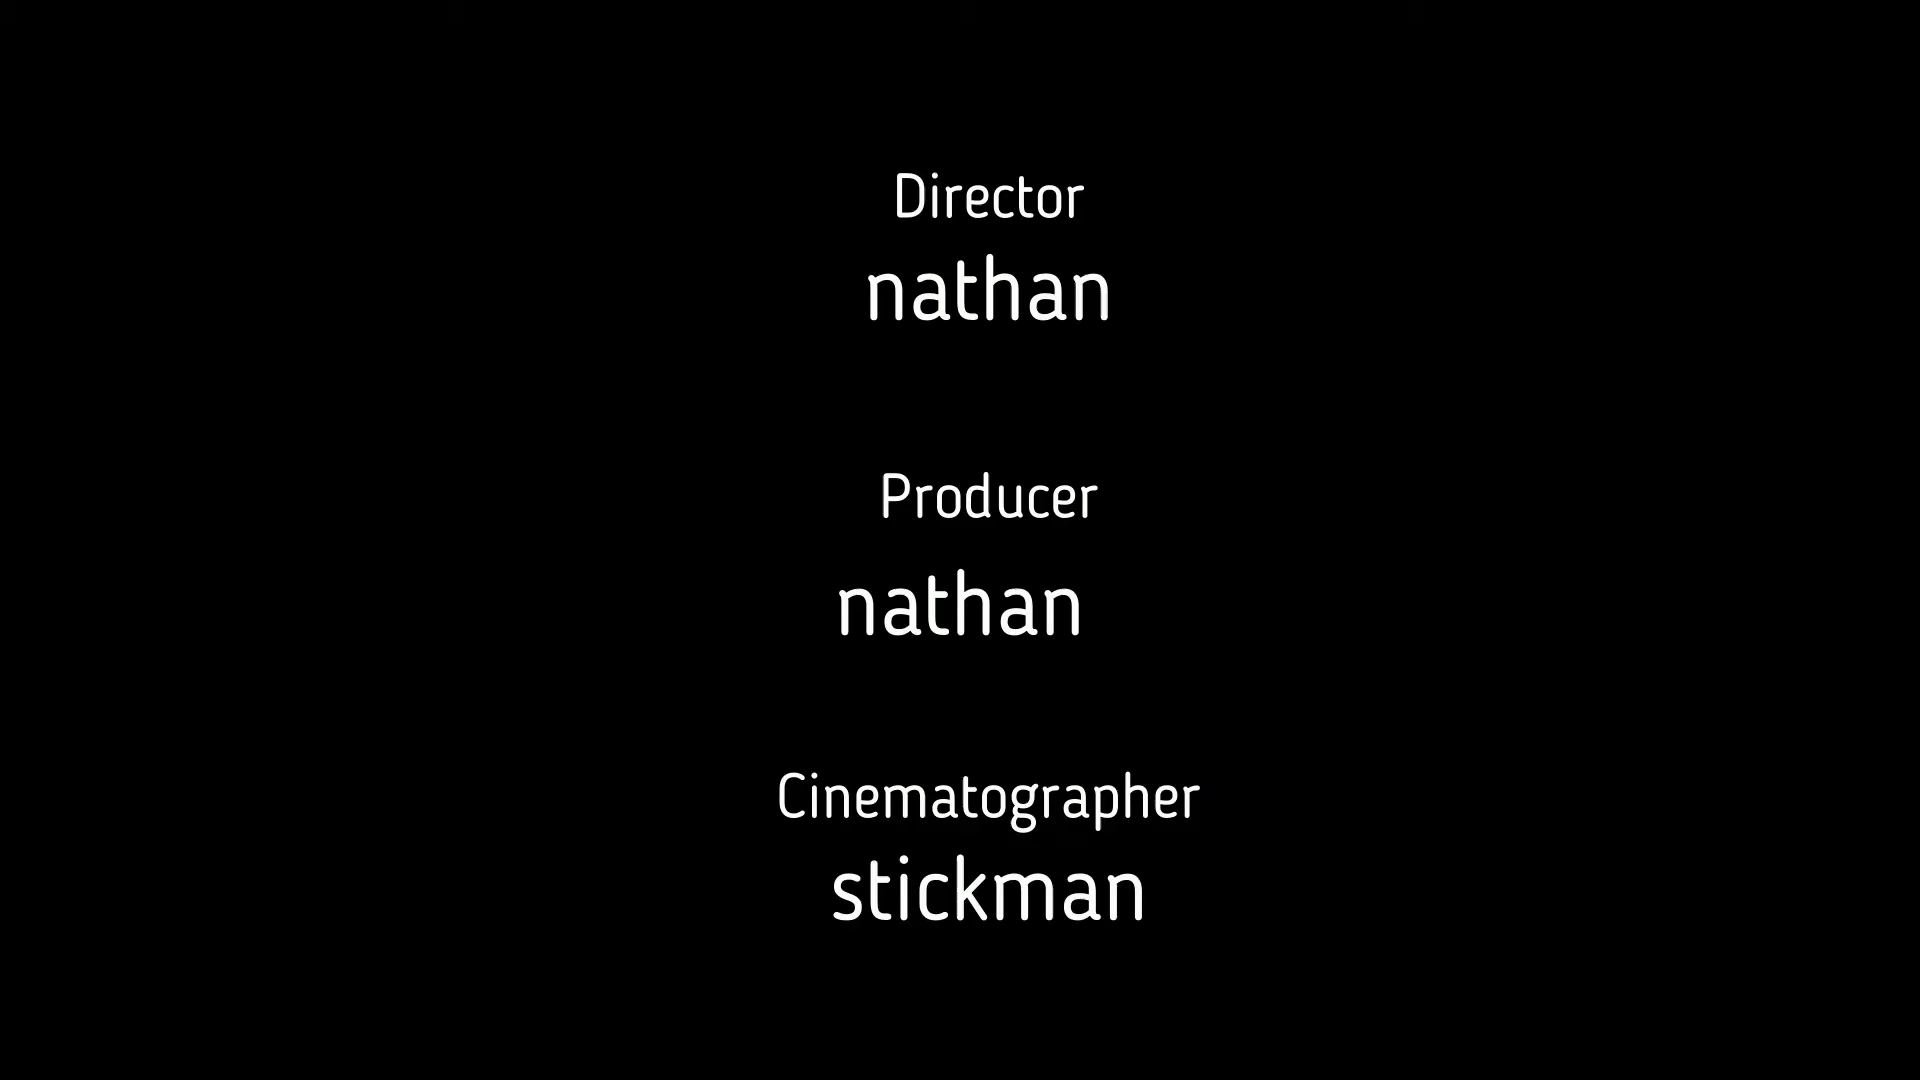 Director
nathan
Producer
nathan
Cinematographer
stickman